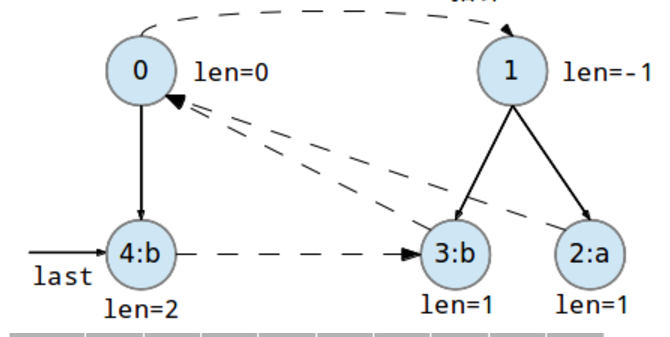 0 len=0 1 len=-1
4:b 3:b 2:a
last
len=2 len=1 len=1